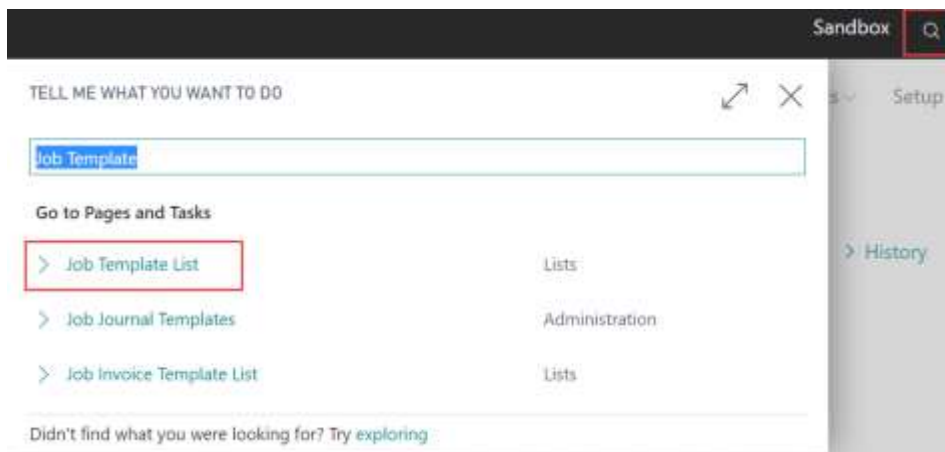 Sandbox
TELL ME WHAT YOU WANT TO DO
Setup
Job Template
Go to Pages and Tasks
Job Template List Lists
History
Job Journal Templates Administration
Job Invoice Template List Lists
Didn't find what you were looking for? Try exploring